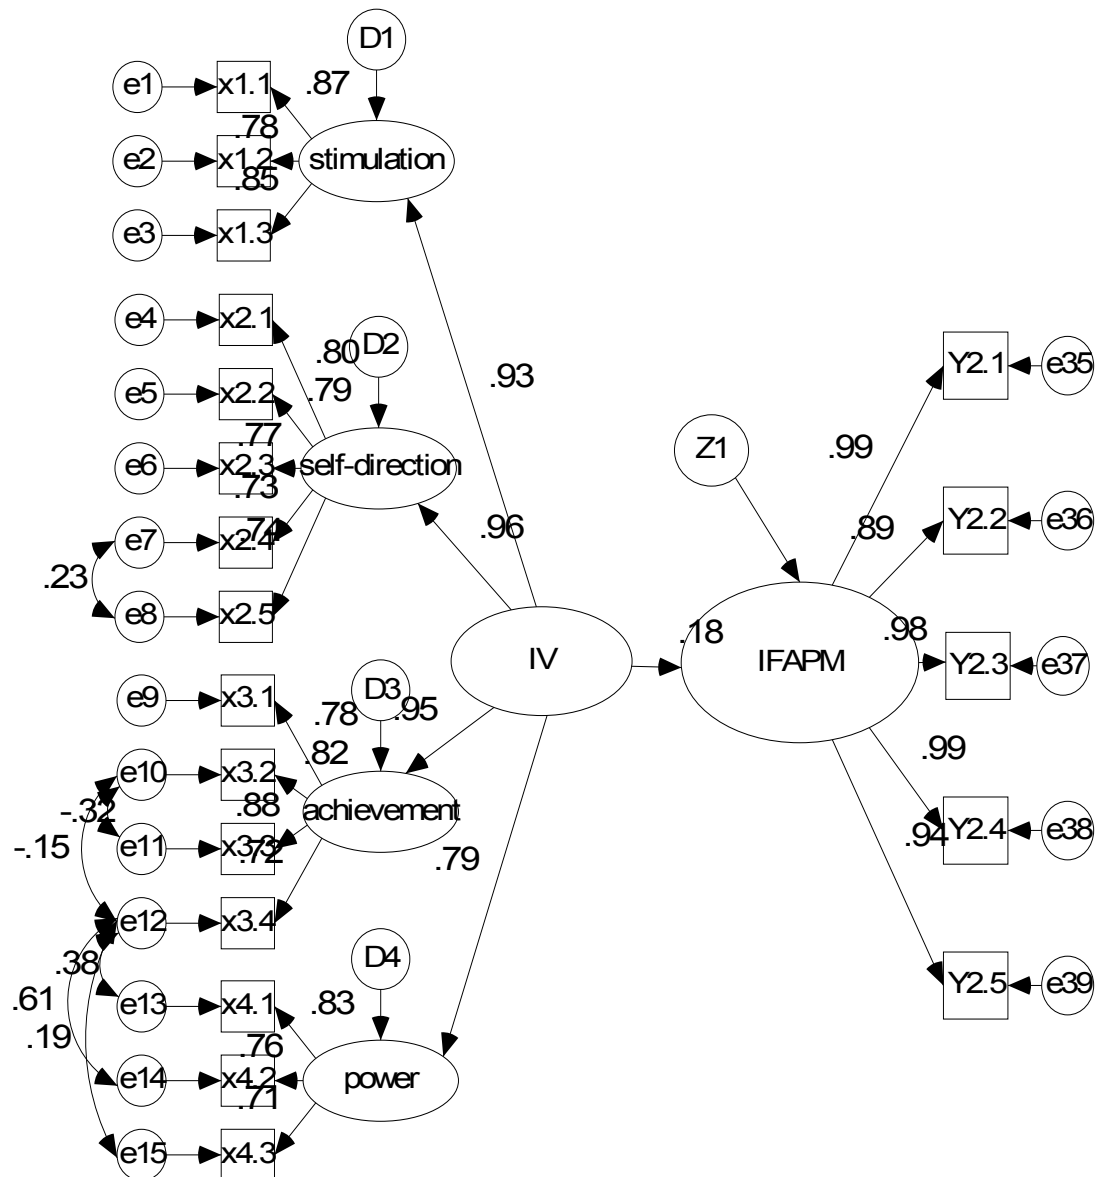 D1
e1
x1.1
.87
.78
e2
x1.2
stimulation
.85
e3
x1.3
e4
x2.1
.80
D2
e5
x2.2
.79
.93
.77
e6
x2.3
self-direction
.73
e7
x2.4
.74
.96
.23
e8
x2.5
IV
.18
IFAPM
Z1
Y2.1
e35
.99
Y2.2
e36
.89
.98
Y2.3
e37
.99
Y2.4
e38
.94
Y2.5
e39
e9
x3.1
.78
D3
.95
.82
e10
x3.2
-.32
.88
achievement
-.15
e11
x3.3
.72
.79
e12
x3.4
.38
D4
.61
e13
x4.1
.83
.19
.76
e14
x4.2
power
.71
e15
x4.3